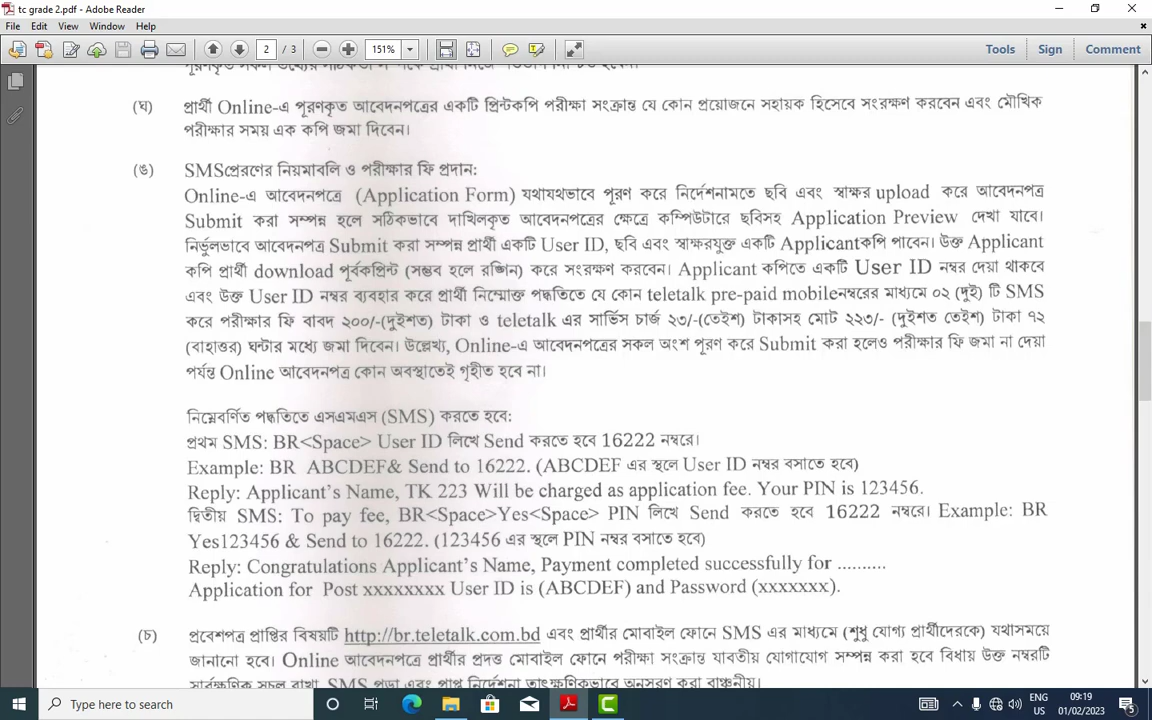 tc grade 2.pdf - Adobe Reader
File Edit View Window Help
2 / 3 151% Tools Sign Comment
(ঘ) প্রার্থী Online-এ পূরণকৃত আবেদনপত্রের একটি প্রিন্টকপি পরীক্ষা সংক্রান্ত যে কোন প্রয়োজনে সহায়ক হিসেবে সংরক্ষণ করবেন এবং মৌখিক
পরীক্ষার সময় এক কপি জমা দিবেন।
(ঙ) SMSপ্রেরণের নিয়মাবলি ও পরীক্ষার ফি প্রদান:
Online-এ আবেদনপত্রে (Application Form) যথাযথভাবে পূরণ করে নির্দেশনামতে ছবি এবং স্বাক্ষর upload করে আবেদনপত্র
Submit করা সম্পন্ন হলে সঠিকভাবে দাখিলকৃত আবেদনপত্রের ক্ষেত্রে কম্পিউটারে ছবিসহ Application Preview দেখা যাবে।
নির্ভুলভাবে আবেদনপত্র Submit করা সম্পন্ন প্রার্থী একটি User ID, ছবি এবং স্বাক্ষরযুক্ত একটি Applicantকপি পাবেন। উক্ত Applicant
কপি প্রার্থী download পূর্বকপ্রিন্ট (সম্ভব হলে রঙ্গিন) করে সংরক্ষণ করবেন। Applicant কপিতে একটি User ID নম্বর দেয়া থাকবে
এবং উক্ত User ID নম্বর ব্যবহার করে প্রার্থী নিম্মোক্ত পদ্ধতিতে যে কোন teletalk pre-paid mobileনম্বরের মাধ্যমে ০২ (দুই) টি SMS
করে পরীক্ষার ফি বাবদ ২০০/-(দুইশত) টাকা ও teletalk এর সার্ভিস চার্জ ২৩/-(তেইশ) টাকাসহ মোট ২২৩/- (দুইশত তেইশ) টাকা ৭২
(বাহাত্তর) ঘন্টার মধ্যে জমা দিবেন। উল্লেখ্য, Online-এ আবেদনপত্রের সকল অংশ পূরণ করে Submit করা হলেও পরীক্ষার ফি জমা না দেয়া
পর্যন্ত Online আবেদনপত্র কোন অবস্থাতেই গৃহীত হবে না।
নিম্নেবর্ণিত পদ্ধতিতে এসএমএস (SMS) করতে হবে:
প্রথম SMS: BR<Space> User ID লিখে Send করতে হবে 16222 নম্বরে।
Example: BR ABCDEF& Send to 16222. (ABCDEF এর স্থলে User ID নম্বর বসাতে হবে)
Reply: Applicant's Name, TK 223 Will be charged as application fee. Your PIN is 123456.
দ্বিতীয় SMS: To pay fee, BR<Space>Yes<Space> PIN লিখে Send করতে হবে 16222 নম্বরে। Example: BR
Yes123456 & Send to 16222. (123456 এর স্থলে PIN নম্বর বসাতে হবে)
Reply: Congratulations Applicant's Name, Payment completed successfully for ..........
Application for Post xxxxxxxx User ID is (ABCDEF) and Password (xxxxxxx).
(চ) প্রবেশপত্র প্রাপ্তির বিষয়টি http://br.teletalk.com.bd এবং প্রার্থীর মোবাইল ফোনে SMS এর মাধ্যমে (শুধু যোগ্য প্রার্থীদেরকে) যথাসময়ে
জানানো হবে। Online আবেদনপত্রে প্রার্থীর প্রদত্ত মোবাইল ফোনে পরীক্ষা সংক্রান্ত যাবতীয় যোগাযোগ সম্পন্ন করা হবে বিধায় উক্ত নম্বরটি
সার্বক্ষণিক সচল রাখা, SMS পড়া এবং প্রাপ্ত নির্দেশনা তাৎক্ষণিকভাবে অনুসরণ করা বাঞ্চনীয়।
Type here to search
ENG 09:19
US 01/02/2023
5